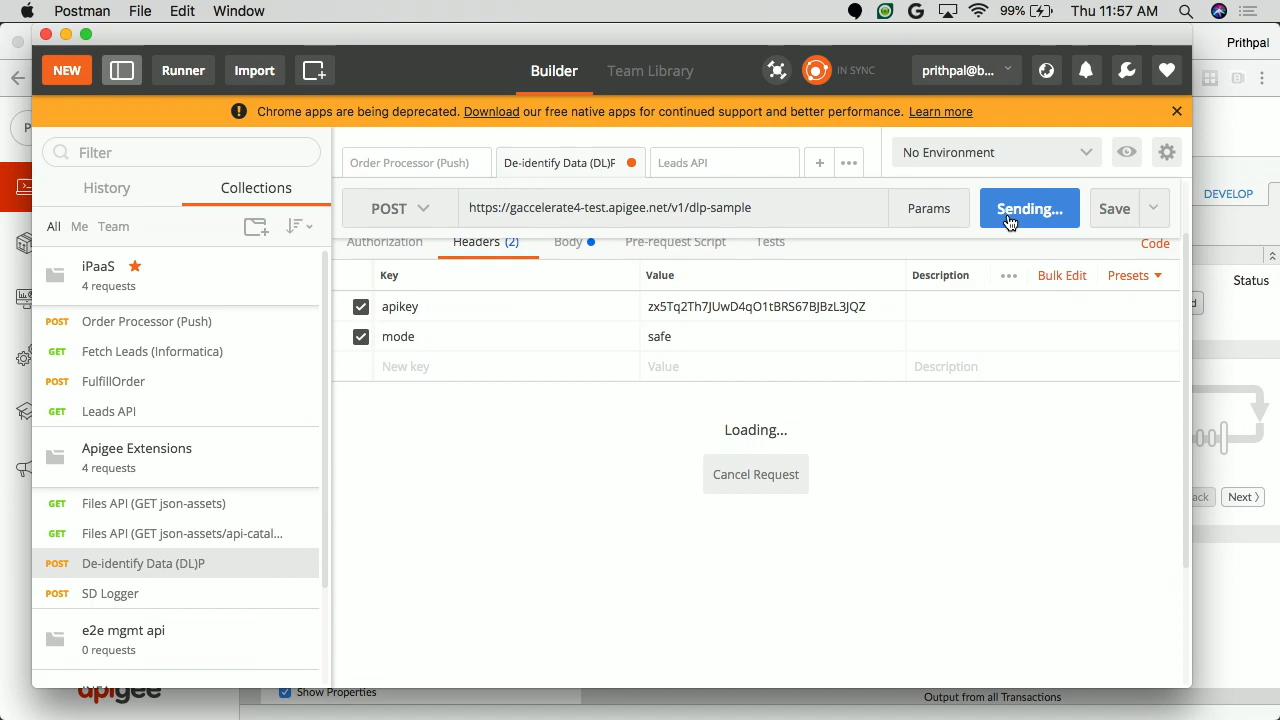 Postman File Edit Window 99% Thu 11:57 AM
Prithpal
NEW Runner Import Builder Team Library IN SYNC prithpal@b...
Chrome apps are being deprecated. Download our free native apps for continued support and better performance. Learn more
Filter
History Collections
All Me Team
iPaaS
4 requests
POST Order Processor (Push)
GET Fetch Leads (Informatica)
POST FulfillOrder
GET Leads API
Apigee Extensions
4 requests
GET Files API (GET json-assets)
GET Files API (GET json-assets/api-catal...
POST De-identify Data (DL)P
POST SD Logger
e2e mgmt api
0 requests
apigee
Order Processor (Push) De-identify Data (DL)F Leads API + ••• No Environment
POST https://gaccelerate4-test.apigee.net/v1/dlp-sample Params Sending... Save
Authorization Headers (2) Body Pre-request Script Tests Code
Key Value Description ••• Bulk Edit Presets
apikey zx5Tq2Th7JUwD4qO1tBRS67BJBzL3JQZ
mode safe
New key Value Description
Loading...
Cancel Request
DEVELOP
Status
d
ack Next
Show Properties
Output from all Transactions